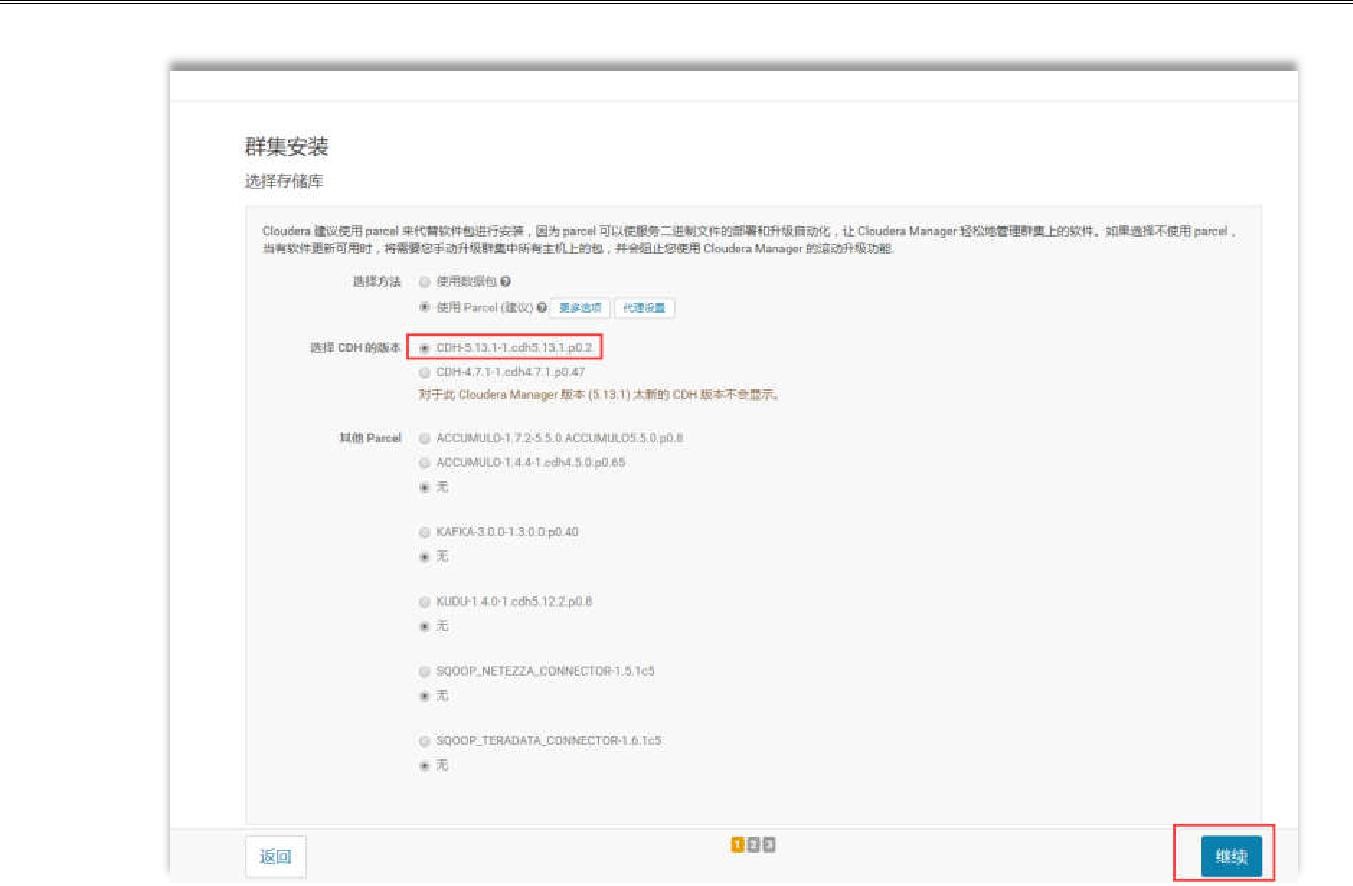 群集安装
选择存储库
Cloudera 建议使用 parcel 来代替软件包进行安装，因为 parcel 可以使服务二进制文件的部署和升级自动化，让 Cloudera Manager 轻松地管理群集上的软件。如果选择不使用 parcel，
当有软件更新可用时，将需要您手动升级群集中所有主机上的包，并会阻止您使用 Cloudera Manager 的滚动升级功能.
选择方法 使用数据包
使用 Parcel (建议) 更多选项 代理设置
选择 CDH 的版本 CDH-5.13.1-1.cdh5.13.1.p0.2
CDH-4.7.1-1.cdh4.7.1.p0.47
对于此 Cloudera Manager 版本 (5.13.1) 太新的 CDH 版本不会显示。
其他 Parcel ACCUMULO-1.7.2-5.5.0.ACCUMULO5.5.0.p0.8
ACCUMULO-1.4.4-1.cdh4.5.0.p0.65
无
KAFKA-3.0.0-1.3.0.0.p0.40
无
KUDU-1.4.0-1.cdh5.12.2.p0.8
无
SQOOP_NETEZZA_CONNECTOR-1.5.1c5
无
SQOOP_TERADATA_CONNECTOR-1.6.1c5
无
返回 1 2 3 继续